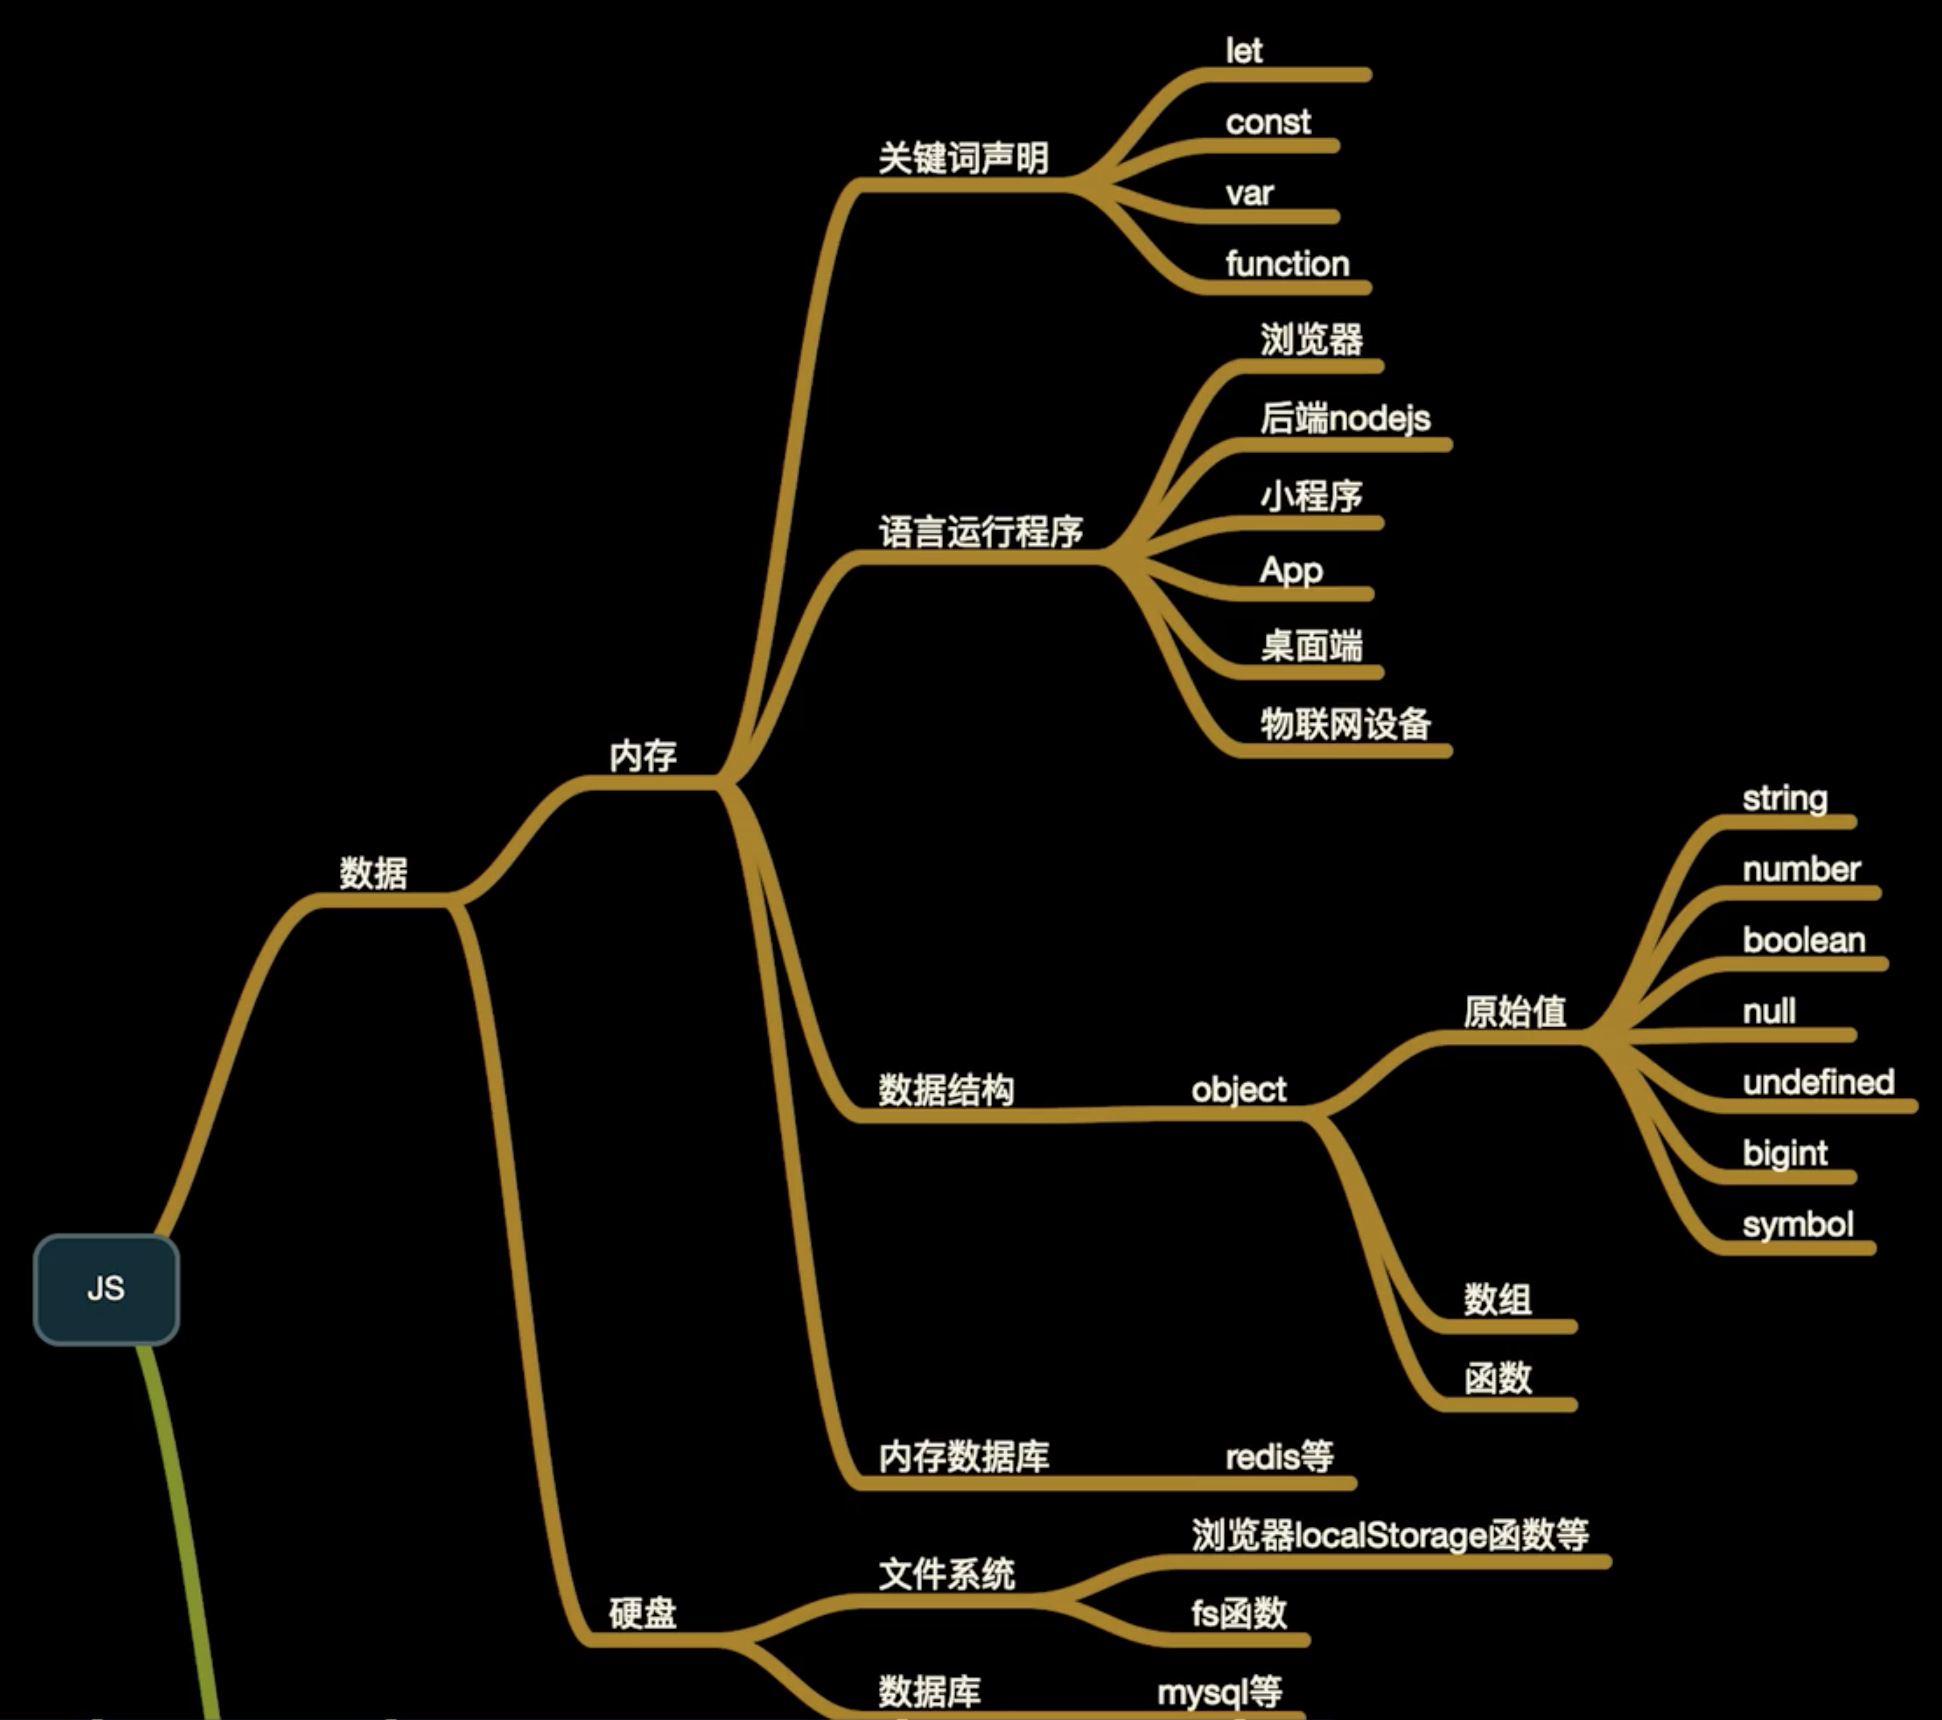 let
const
关键词声明
var
function
浏览器
后端nodejs
小程序
语言运行程序
App
桌面端
物联网设备
内存
string
number
数据
boolean
原始值
null
undefined
数据结构
object
bigint
symbol
JS
数组
函数
内存数据库
redis等
浏览器localStorage函数等
文件系统
硬盘
fs函数
数据库
mysql等